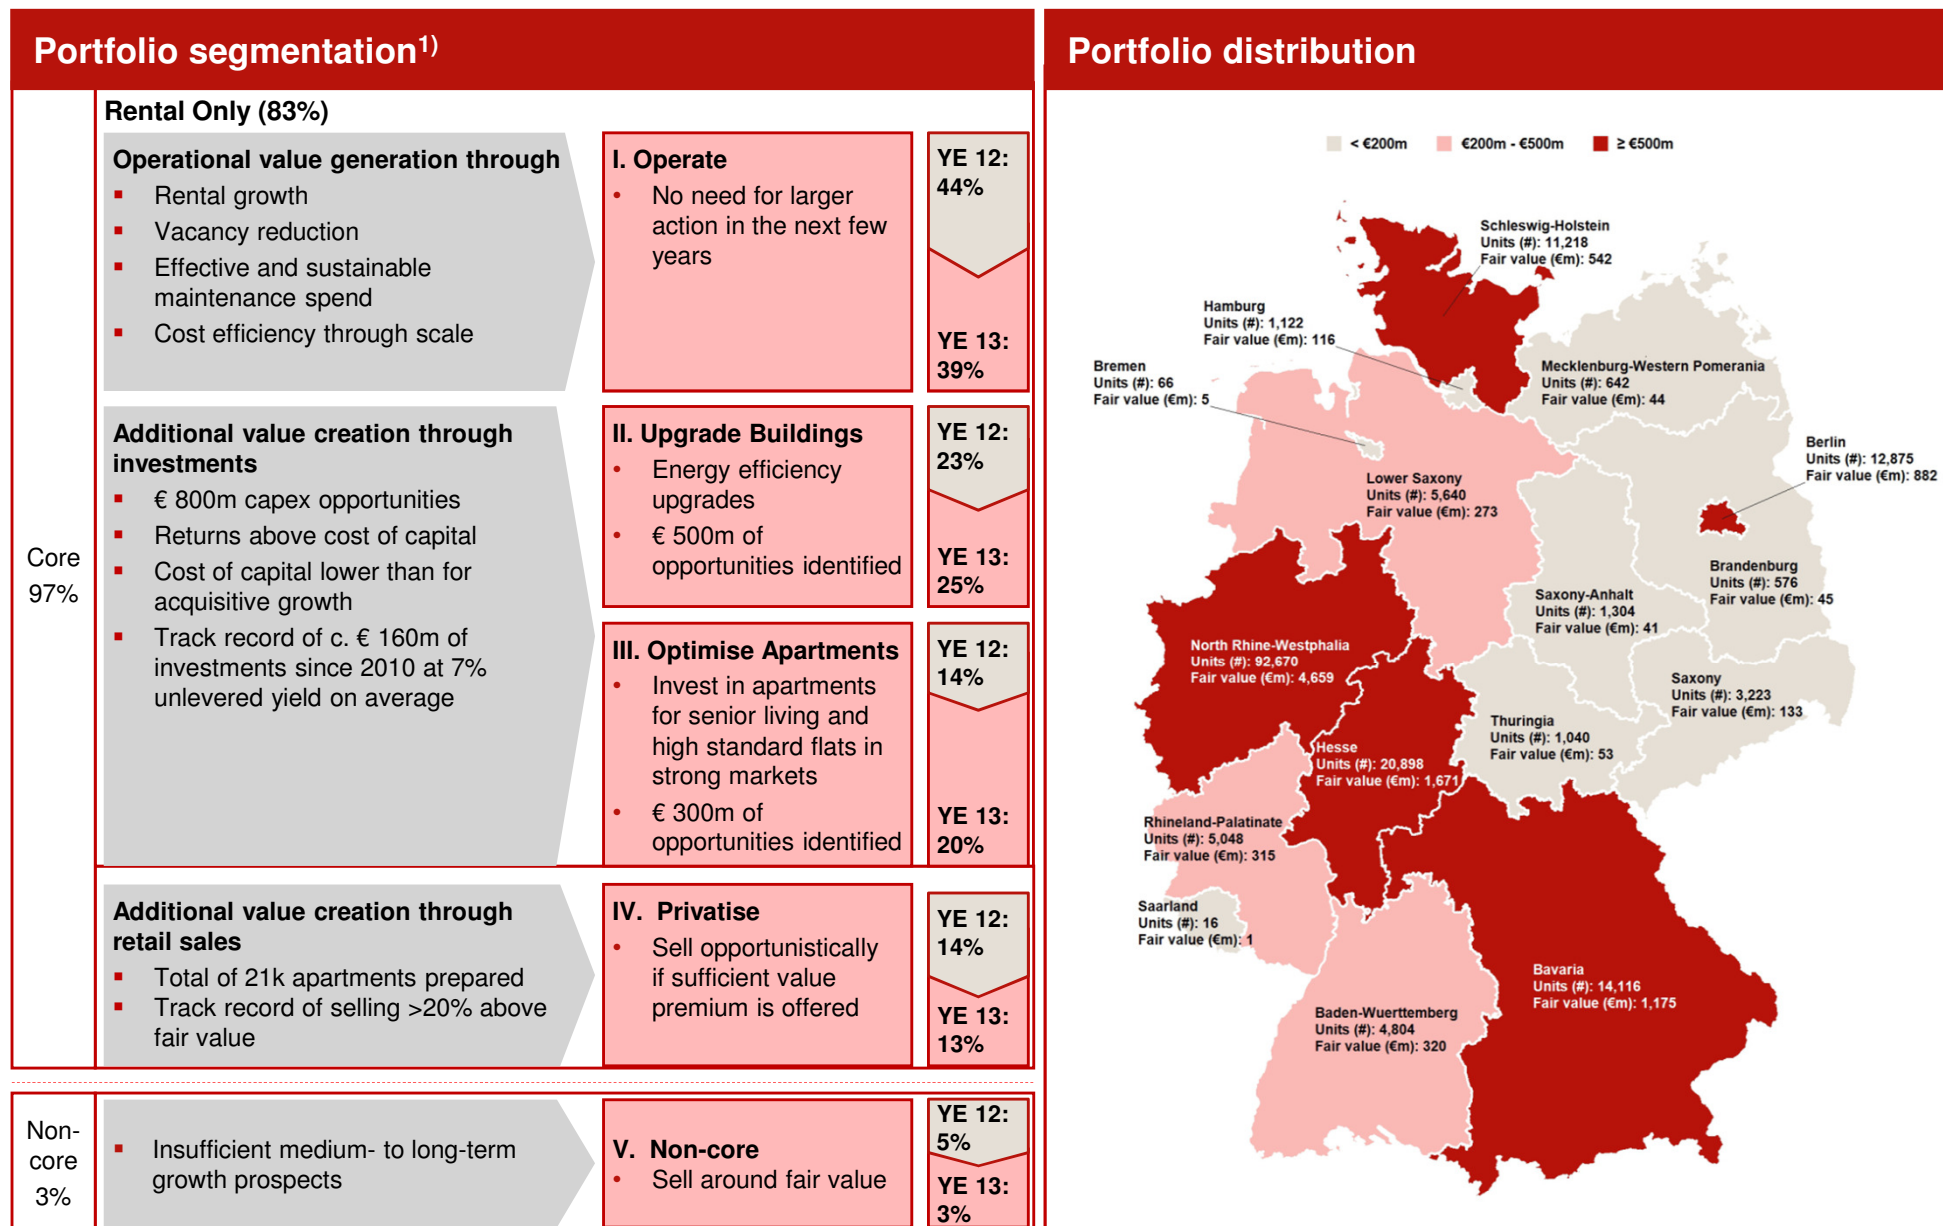 Portfolio segmentation1)
Core
97%
Rental Only (83%)
Operational value generation through
▪ Rental growth
▪ Vacancy reduction
▪ Effective and sustainable
maintenance spend
▪ Cost efficiency through scale
I. Operate
• No need for larger
action in the next few
years
YE 12:
44%
YE 13:
39%
Additional value creation through
investments
▪ € 800m capex opportunities
▪ Returns above cost of capital
▪ Cost of capital lower than for
acquisitive growth
▪ Track record of c. € 160m of
investments since 2010 at 7%
unlevered yield on average
II. Upgrade Buildings
• Energy efficiency
upgrades
• € 500m of
opportunities identified
YE 12:
23%
YE 13:
25%
III. Optimise Apartments
• Invest in apartments
for senior living and
high standard flats in
strong markets
• € 300m of
opportunities identified
YE 12:
14%
YE 13:
20%
Additional value creation through
retail sales
▪ Total of 21k apartments prepared
▪ Track record of selling >20% above
fair value
IV. Privatise
• Sell opportunistically
if sufficient value
premium is offered
YE 12:
14%
YE 13:
13%
Non-
core
3%
▪ Insufficient medium- to long-term
growth prospects
V. Non-core
• Sell around fair value
YE 12:
5%
YE 13:
3%
Portfolio distribution
< €200m
€200m - €500m
≥ €500m
Schleswig-Holstein
Units (#): 11,218
Fair value (€m): 542
Hamburg
Units (#): 1,122
Fair value (€m): 116
Bremen
Units (#): 66
Fair value (€m): 5
Mecklenburg-Western Pomerania
Units (#): 642
Fair value (€m): 44
Berlin
Units (#): 12,875
Fair value (€m): 882
Lower Saxony
Units (#): 5,640
Fair value (€m): 273
Brandenburg
Units (#): 576
Fair value (€m): 45
Saxony-Anhalt
Units (#): 1,304
Fair value (€m): 41
North Rhine-Westphalia
Units (#): 92,670
Fair value (€m): 4,659
Saxony
Units (#): 3,223
Fair value (€m): 133
Thuringia
Units (#): 1,040
Fair value (€m): 53
Hesse
Units (#): 20,898
Fair value (€m): 1,671
Rhineland-Palatinate
Units (#): 5,048
Fair value (€m): 315
Saarland
Units (#): 16
Fair value (€m): 1
Bavaria
Units (#): 14,116
Fair value (€m): 1,175
Baden-Wuerttemberg
Units (#): 4,804
Fair value (€m): 320